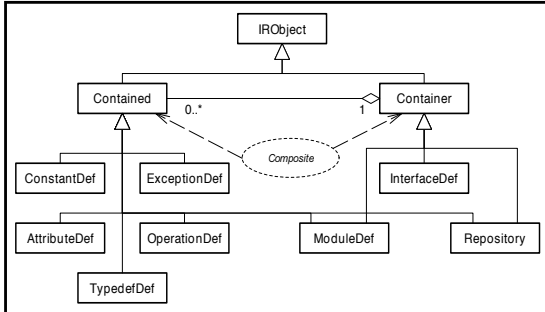 IRObject
Contained
Container
0..*
1
Composite
ConstantDef
ExceptionDef
InterfaceDef
AttributeDef
OperationDef
ModuleDef
Repository
TypedefDef